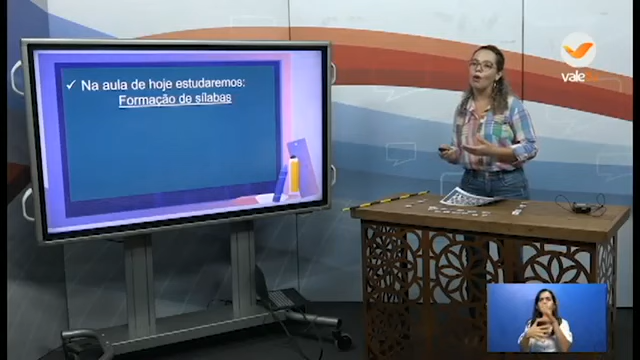 ✓ Na aula de hoje estudaremos:
Formação de sílabas
vale